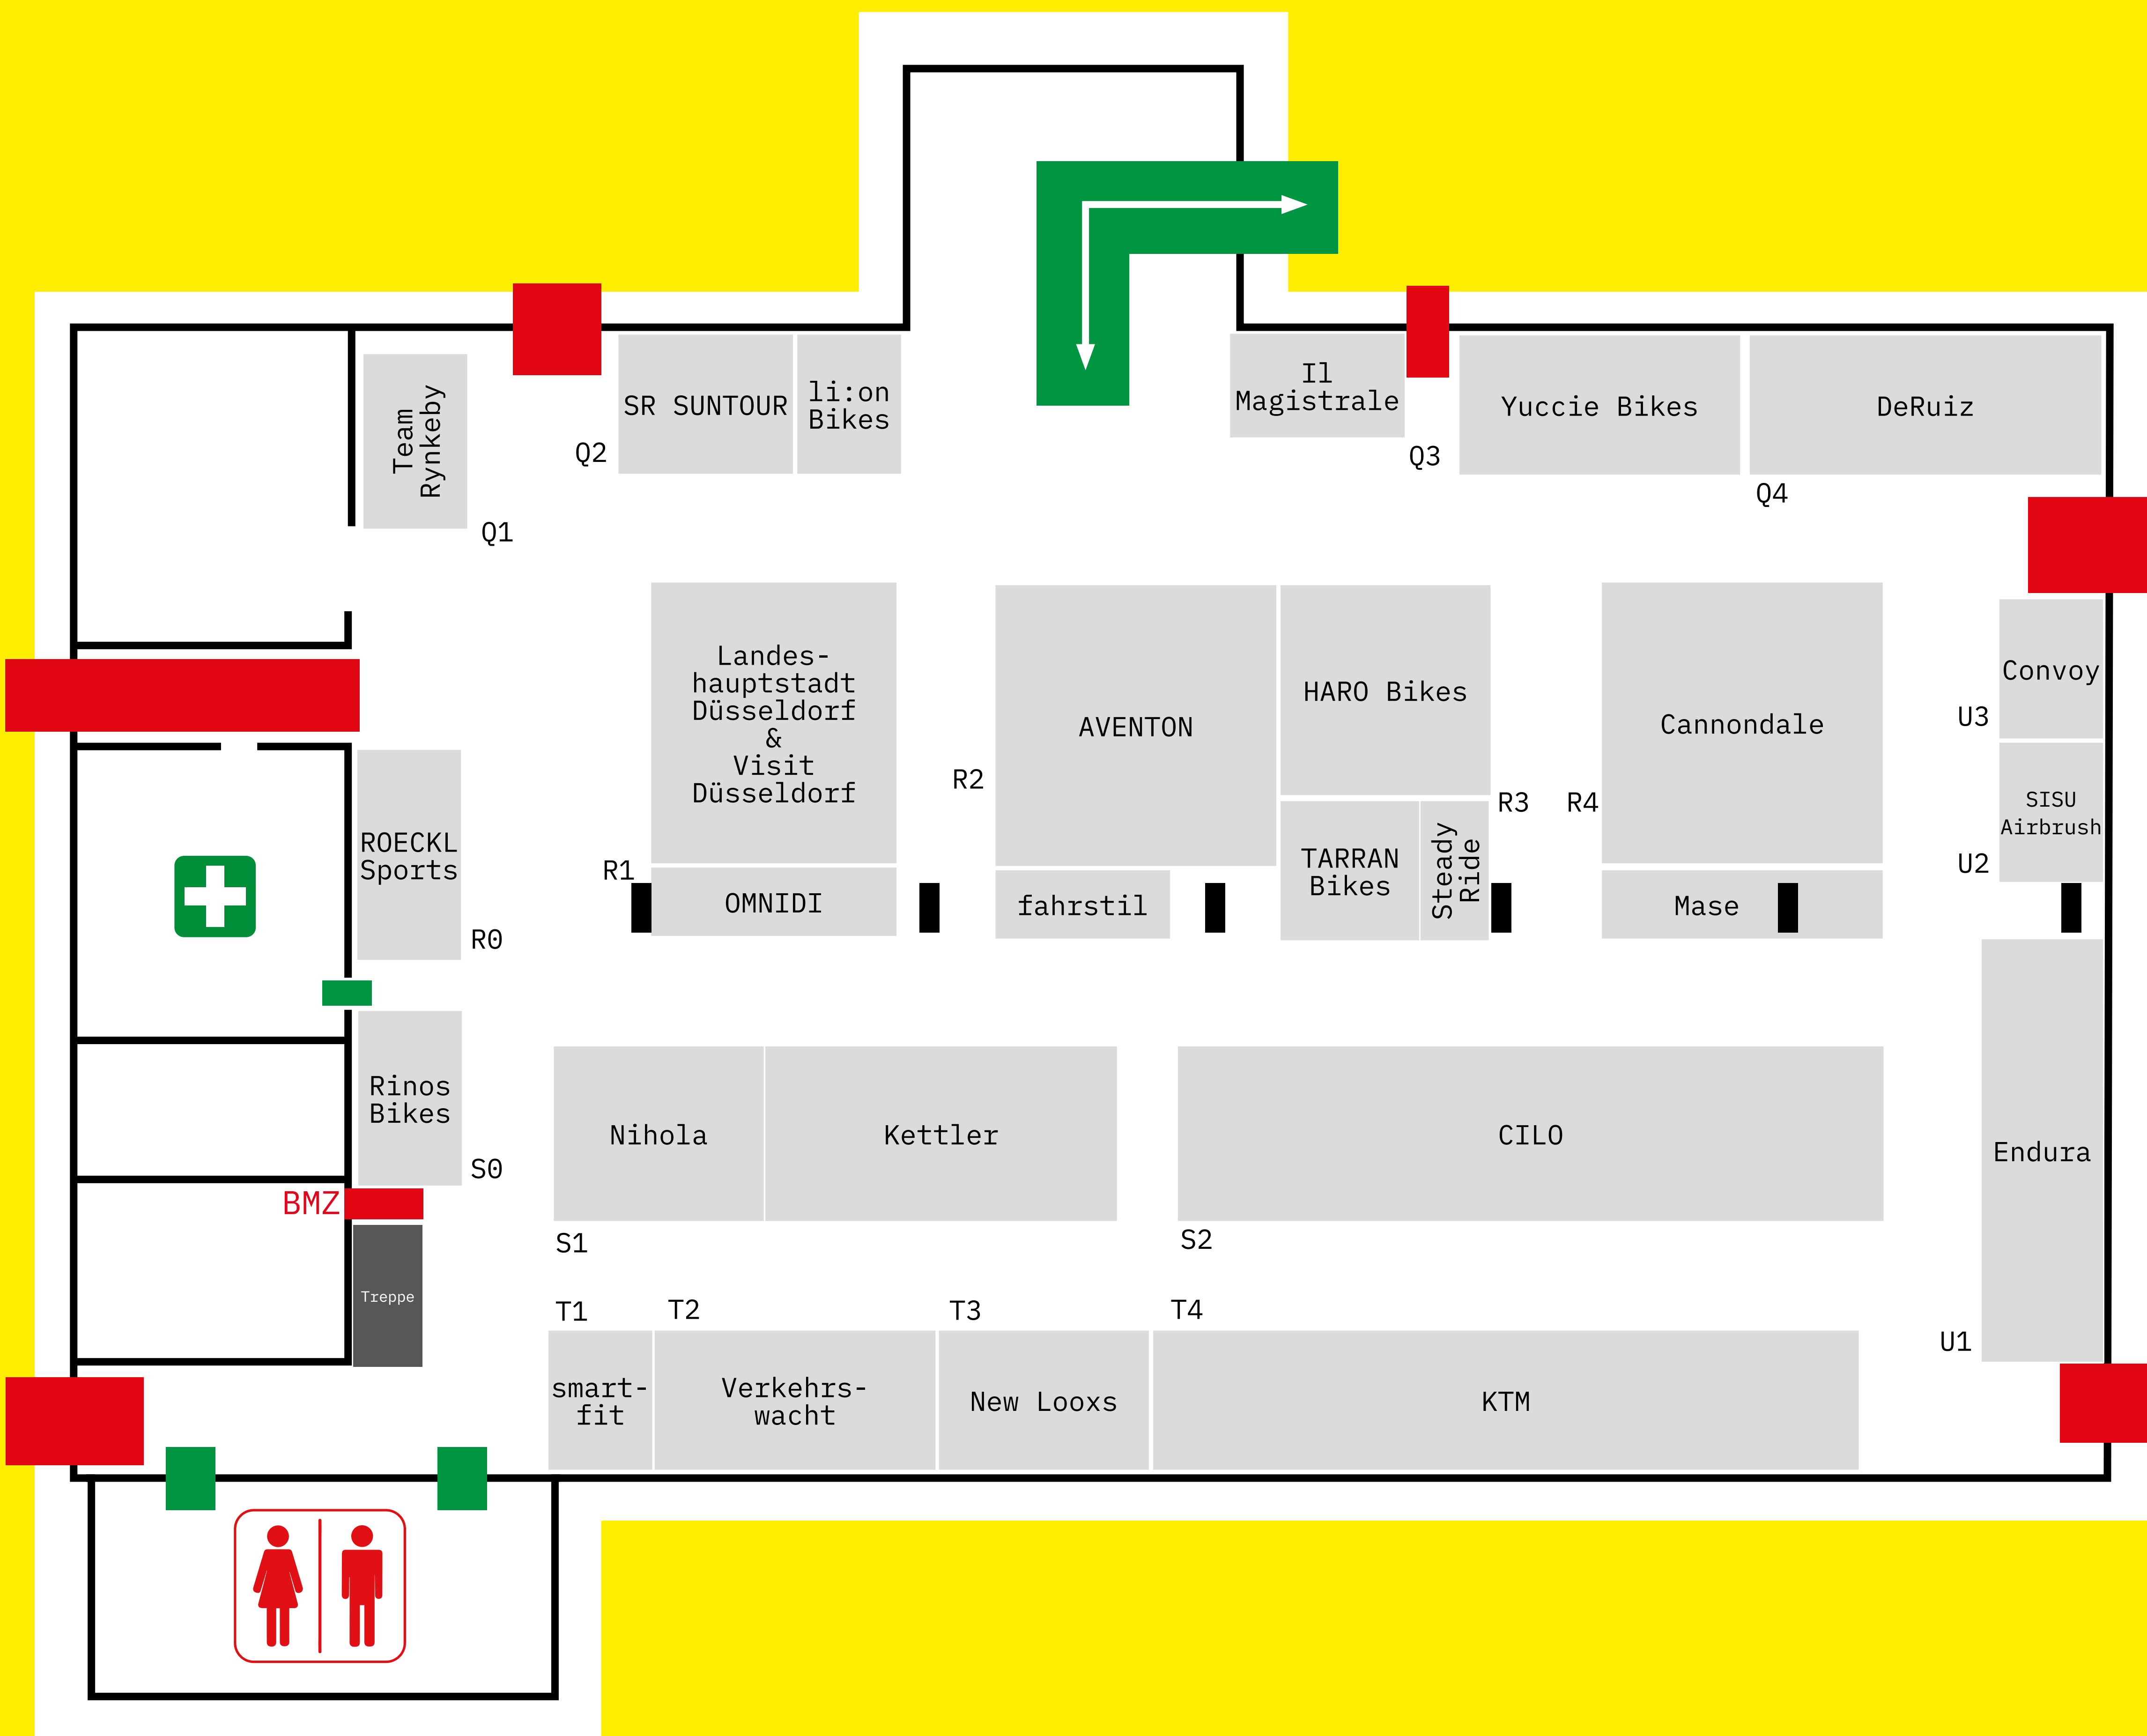 Team
Rynkeby
Q1
Q2
SR SUNTOUR
li:on
Bikes
Il
Magistrale
Q3
Yuccie Bikes
DeRuiz
Q4
Landes-
hauptstadt
Düsseldorf
&
Visit
Düsseldorf
R1
OMNIDI
R2
AVENTON
HARO Bikes
fahrstil
TARRAN
Bikes
Steady
Ride
R3
R4
Cannondale
Mase
Convoy
U3
SISU
Airbrush
U2
ROECKL
Sports
R0
Rinos
Bikes
S0
BMZ
Treppe
Nihola
Kettler
S1
CILO
S2
Endura
U1
T1
T2
T3
T4
smart-
fit
Verkehrs-
wacht
New Looxs
KTM